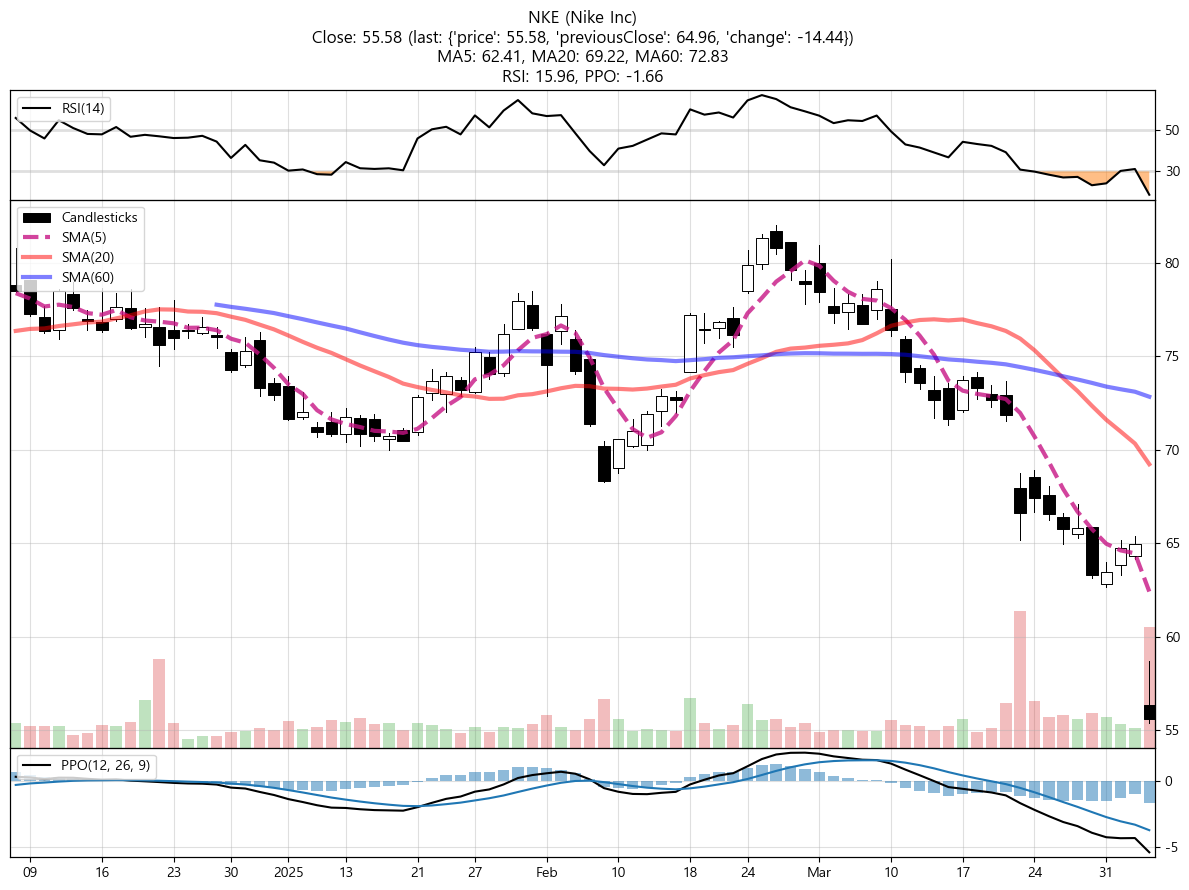 NKE (Nike Inc)
Close: 55.58 (last: {'price': 55.58, 'previousClose': 64.96, 'change': -14.44})
MA5: 62.41, MA20: 69.22, MA60: 72.83
RSI: 15.96, PPO: -1.66
RSI(14)
50
30
Candlesticks
SMA(5)
SMA(20)
SMA(60)
80
75
70
65
60
55
PPO(12, 26, 9)
0
-5
09 16 23 30 2025 13 21 27 Feb 10 18 24 Mar 10 17 24 31